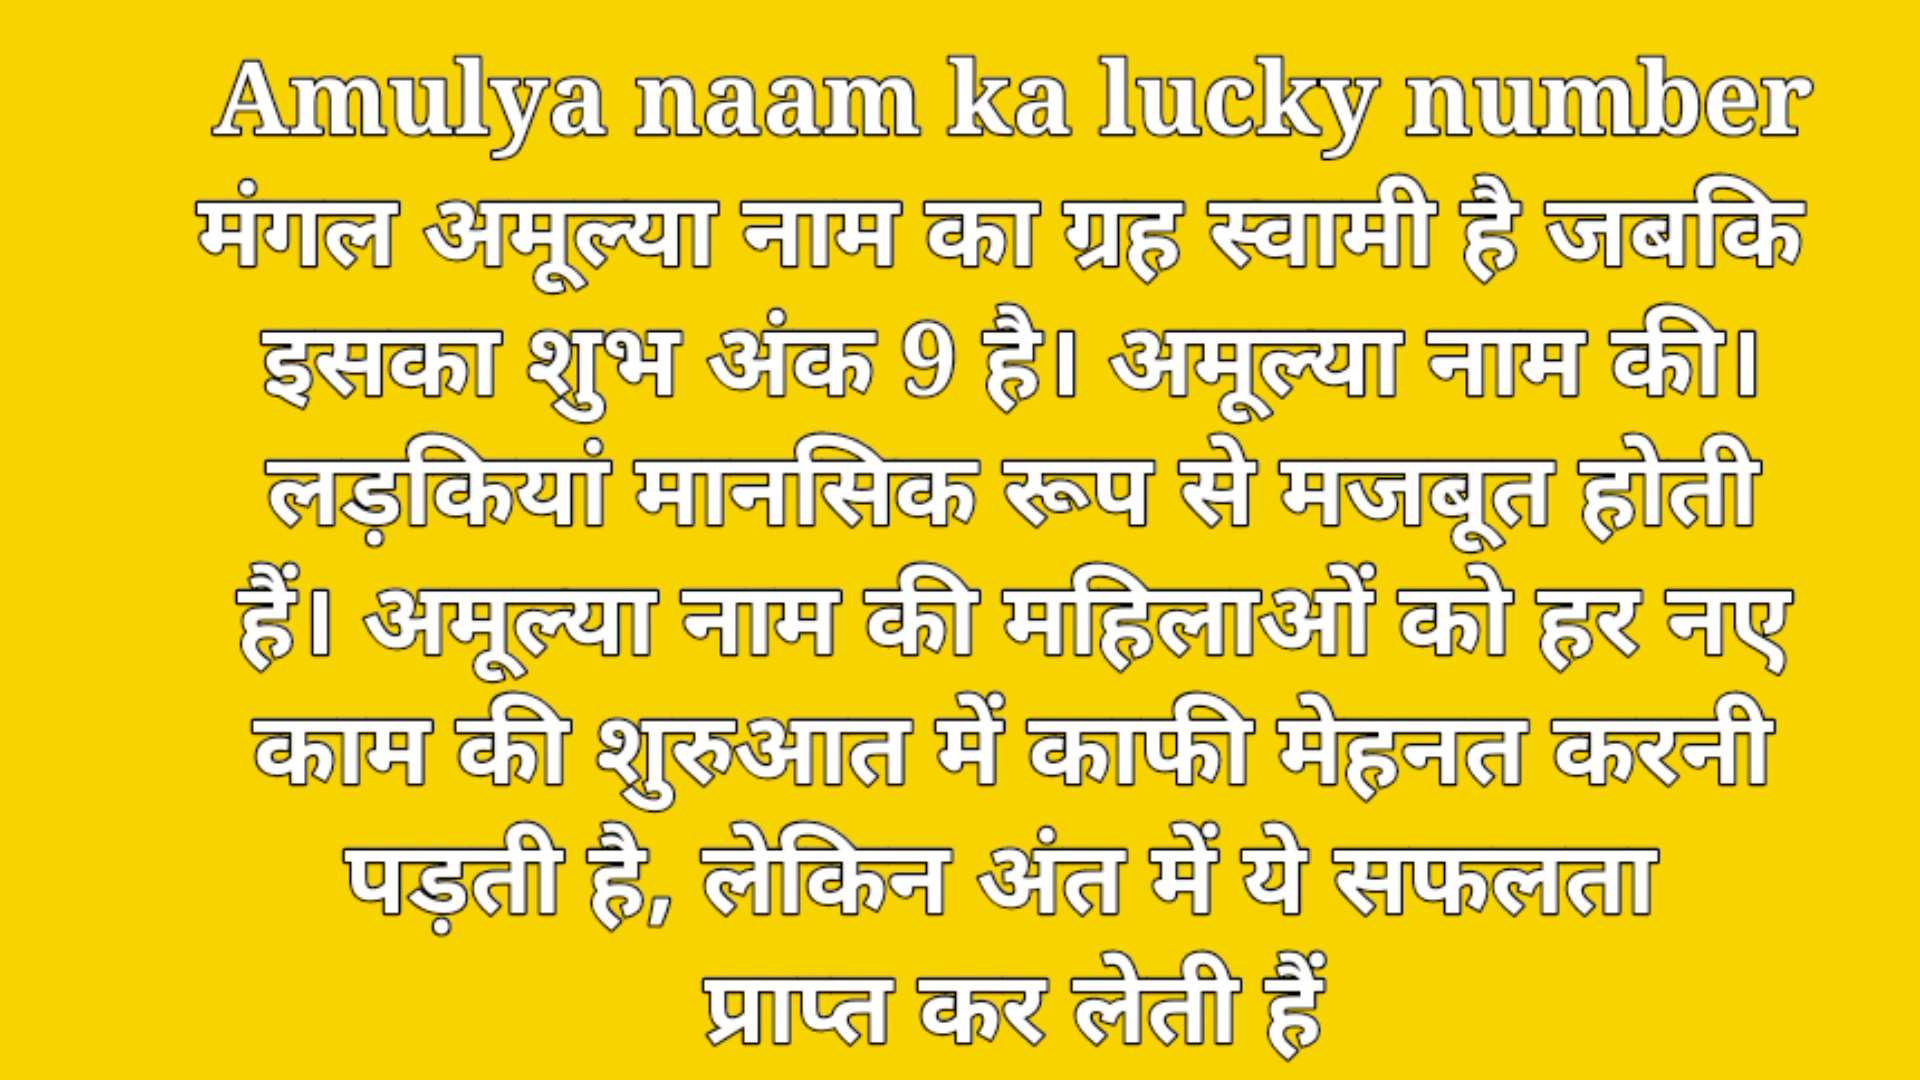 Amulya naam ka lucky number
मंगल अमूल्या नाम का ग्रह स्वामी है जबकि
इसका शुभ अंक 9 है। अमूल्या नाम की।
लड़कियां मानसिक रूप से मजबूत होती
हैं। अमूल्या नाम की महिलाओं को हर नए
काम की शुरुआत में काफी मेहनत करनी
पड़ती है, लेकिन अंत में ये सफलता
प्राप्त कर लेती हैं